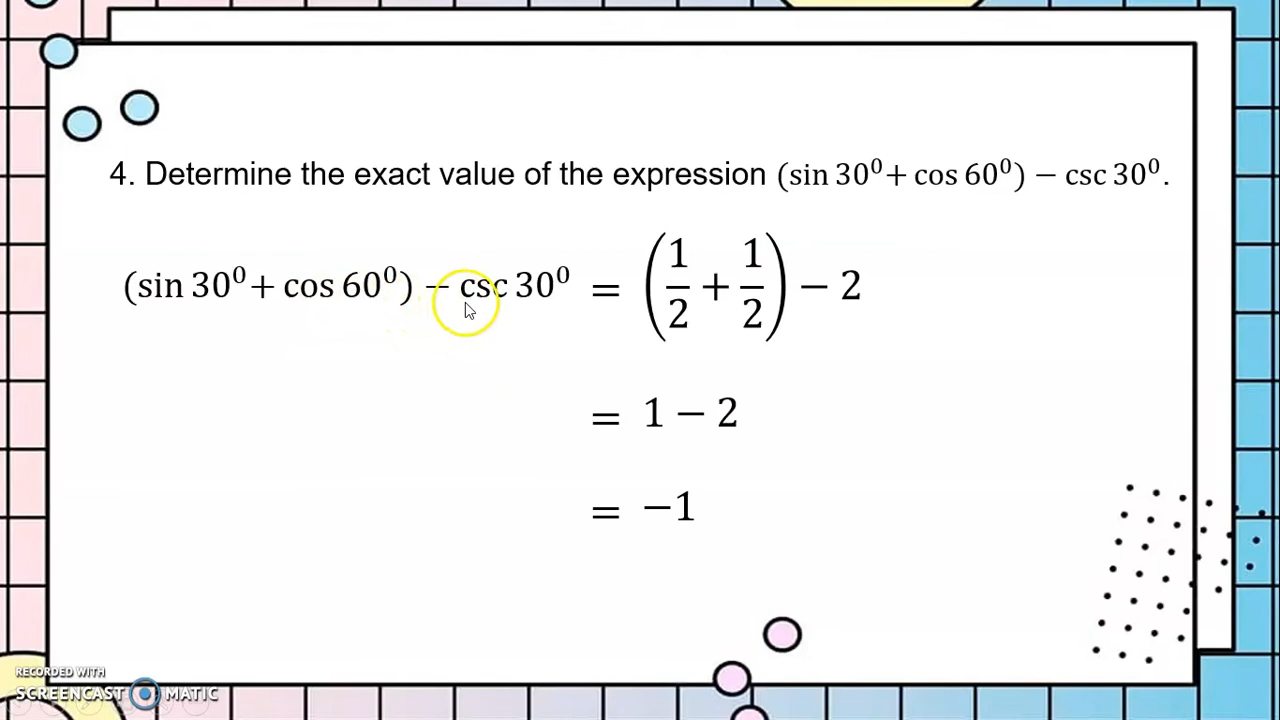 4. Determine the exact value of the expression (sin 30⁰+ cos 60⁰) − csc 30⁰.
(sin 30⁰+ cos 60⁰) − csc 30⁰ = (1/2 + 1/2) − 2
= 1 − 2
= −1
RECORDED WITH
SCREENCAST MATIC